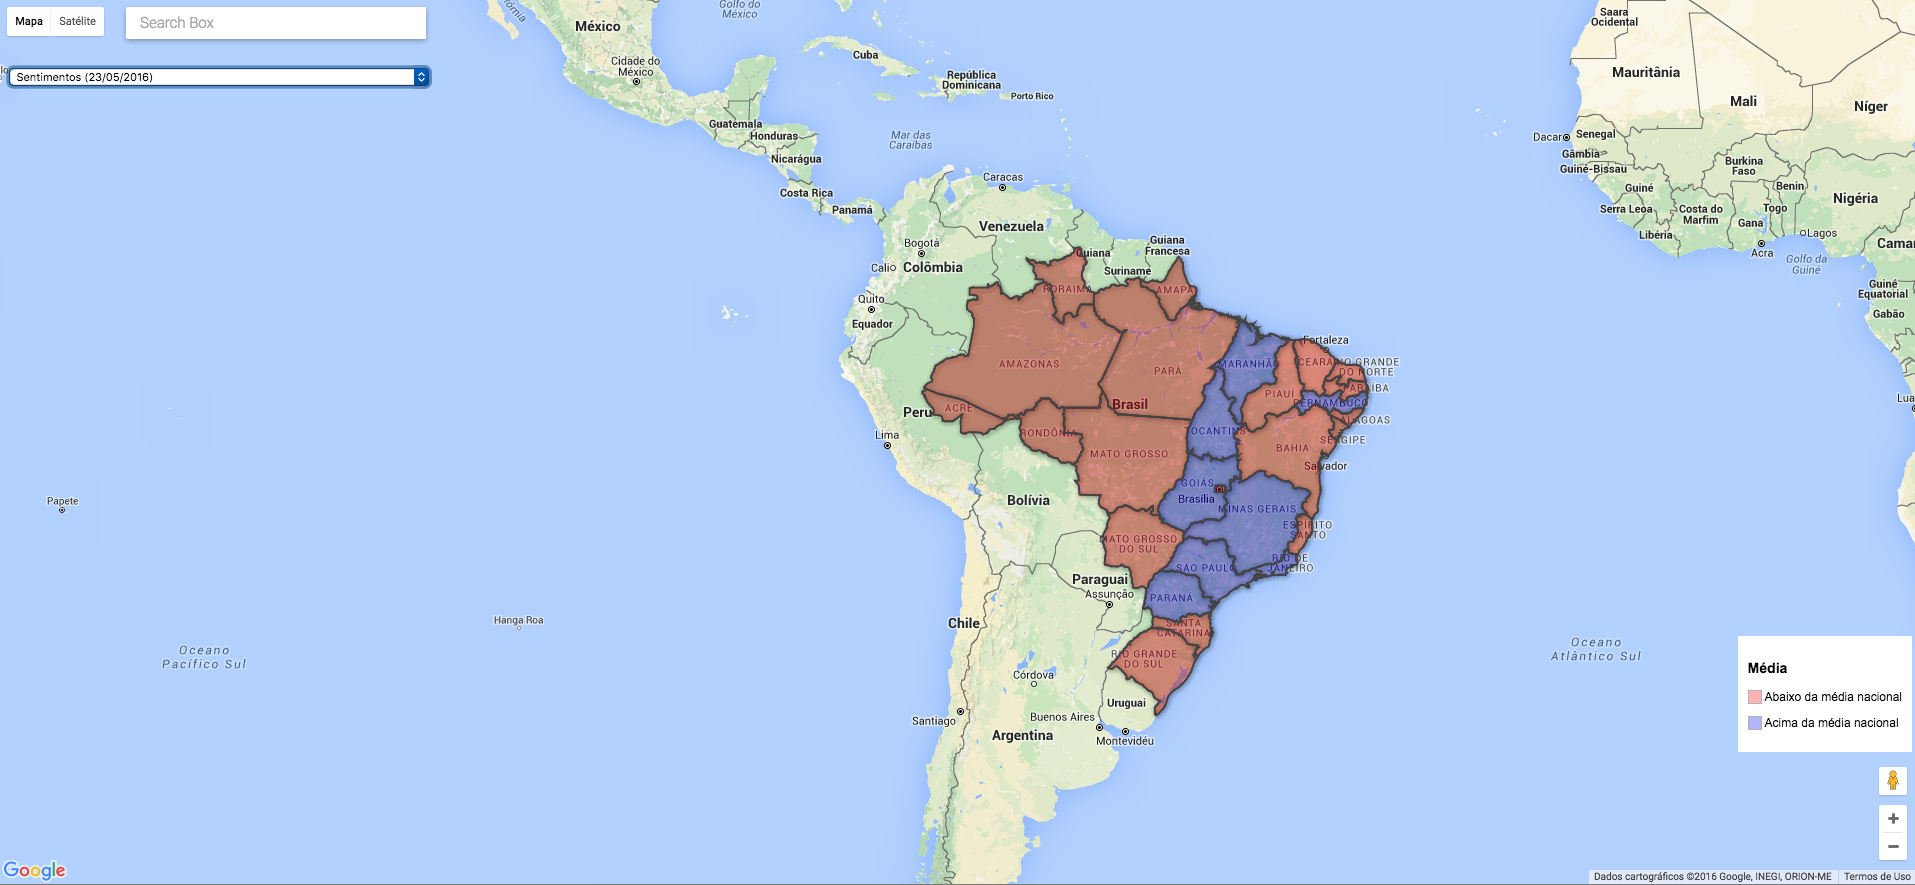 Mapa
Satélite
Search Box
Sentimentos (23/05/2016)
Golfo do
México
México
Cuba
Cidade do
México
República
Dominicana
Porto Rico
Guatemala
Honduras
Mar das
Caraíbas
Nicarágua
Costa Rica
Panamá
Caracas
Venezuela
Bogotá
Guiana
Guiana
Francesa
Suriname
Cali
Colômbia
Quito
Equador
RORAIMA
AMAPÁ
AMAZONAS
PARÁ
MARANHÃO
Fortaleza
CEARÁ
RIO GRANDE
DO NORTE
PARAÍBA
PIAUÍ
PERNAMBUCO
ALAGOAS
SERGIPE
ACRE
Peru
Brasil
Lima
RONDÔNIA
TOCANTINS
MATO GROSSO
BAHIA
Salvador
GOIÁS
Brasília
MINAS GERAIS
Bolívia
ESPÍRITO
SANTO
MATO GROSSO
DO SUL
RIO DE
JANEIRO
SÃO PAULO
Paraguai
Assunção
PARANÁ
Chile
SANTA
CATARINA
RIO GRANDE
DO SUL
Córdova
Uruguai
Buenos Aires
Santiago
Argentina
Montevidéu
Papete
Hanga Roa
Oceano
Pacífico Sul
Oceano
Atlântico Sul
Saara
Ocidental
Mauritânia
Mali
Níger
Dacar
Senegal
Gâmbia
Guiné-Bissau
Burkina
Faso
Guiné
Benin
Serra Leoa
Costa do
Marfim
Togo
Gana
Nigéria
Libéria
Lagos
Acra
Camar
Golfo da
Guiné
Guiné
Equatorial
Gabão
Lua
Média
Abaixo da média nacional
Acima da média nacional
Google
Dados cartográficos ©2016 Google, INEGI, ORION-ME
Termos de Uso